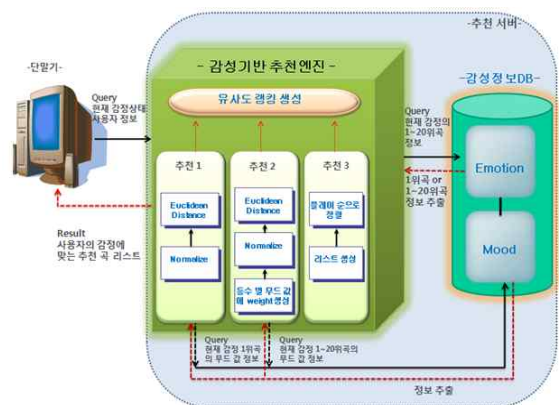 -추천 서버-
-단말기-
- 감성기반 추천엔진 -
-감성정보DB-
유사도 랭킹 생성
Query
현재 감정상태
사용자 정보
Query
현재 감정의
1~20위곡
정보
추천 1
추천 2
추천 3
Emotion
1위곡 or
1~20위곡
정보 추출
Euclidean
Distance
Euclidean
Distance
플레이 순으로
정렬
Mood
Result
사용자의 감정에
맞는 추천 곡 리스트
Normalize
Normalize
리스트 생성
등수 별 무드 값
에 weight생성
Query
현재 감정 1위곡
의 무드 값 정보
Query
현재 감정 1~20위곡의
무드 값 정보
정보 추출